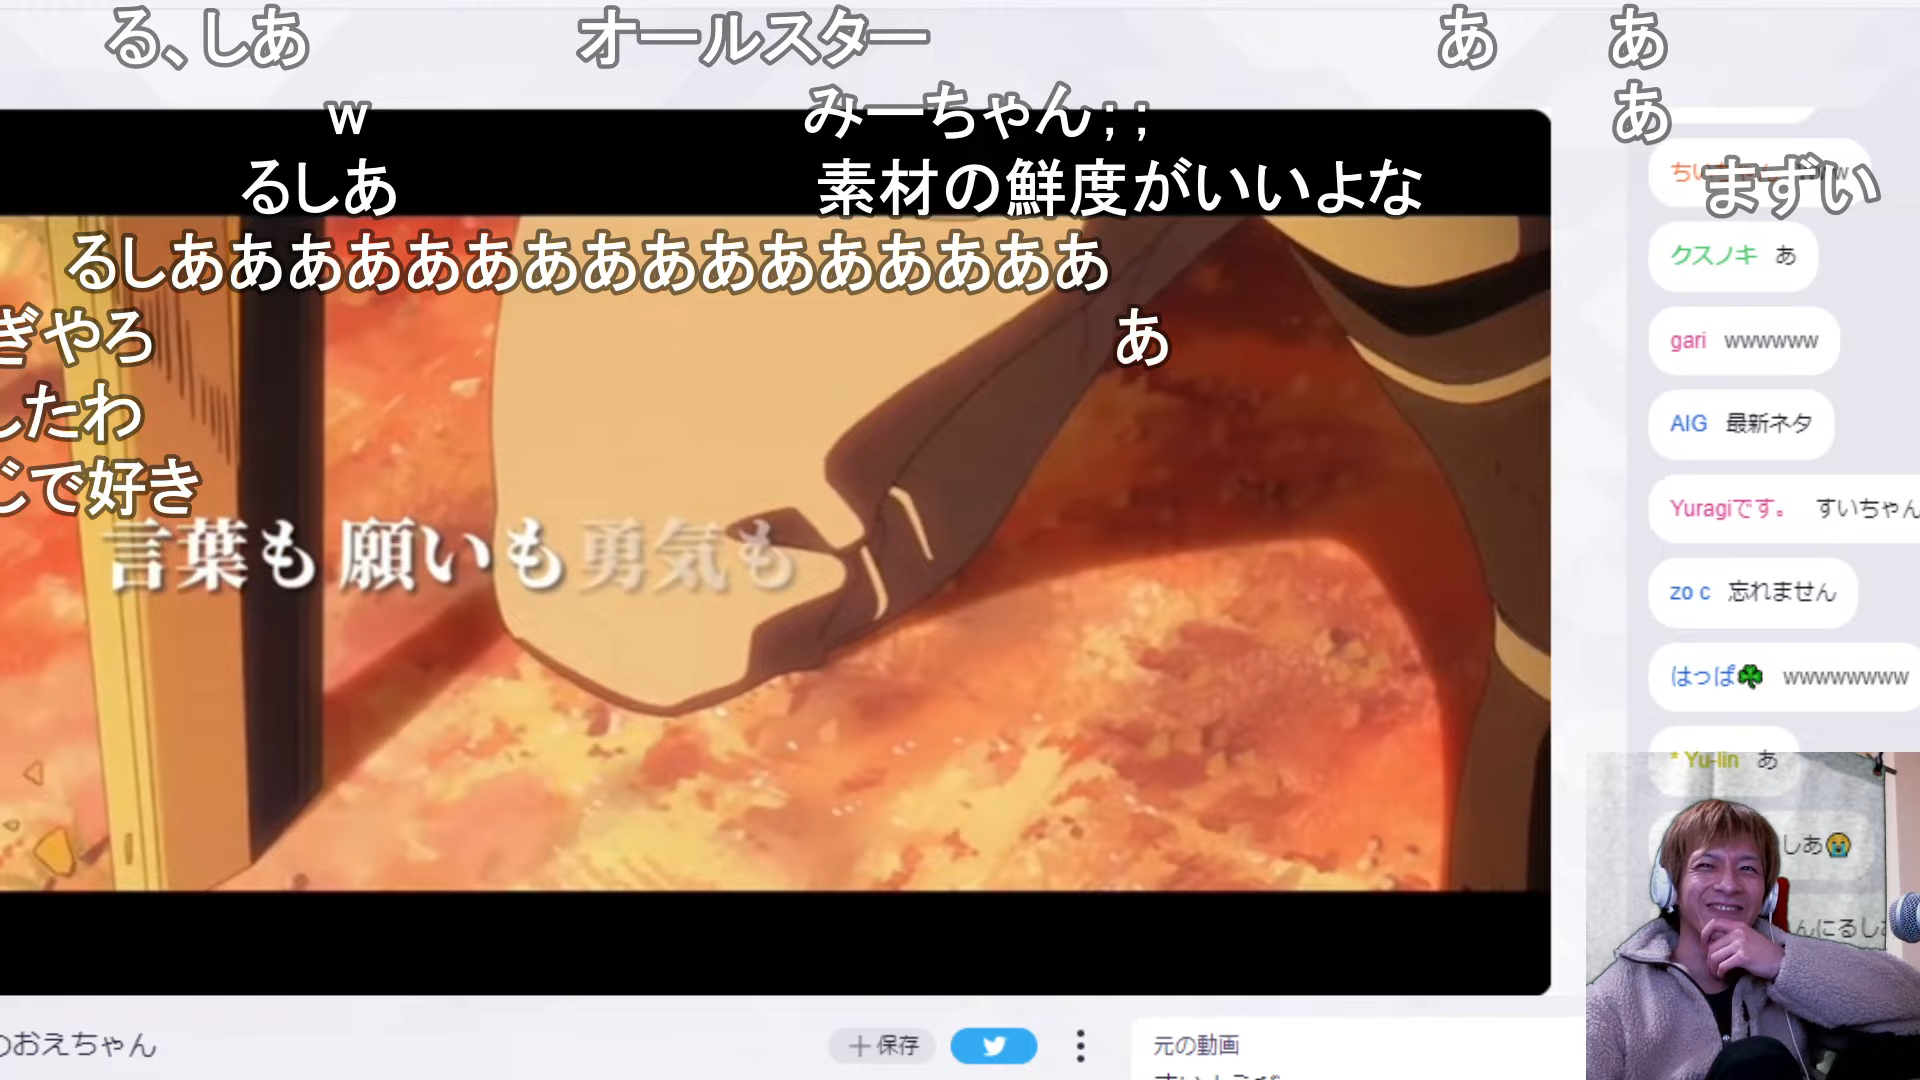 る、しあ
オールスター
あ
あ
w
みーちゃん；；
あ
るしあ
素材の鮮度がいいよな
まずい
るしあああああああああああああああああ
ぎやろ
あ
したわ
じで好き
言葉も 願いも 勇気も
クスノキ あ
gari wwwwww
AIG 最新ネタ
Yuragiです。 すいちゃん
zo c 忘れません
はっぱ☘ wwwwwwww
* Yu-lin あ
しあ😭
んにるし
のおえちゃん
＋保存
元の動画